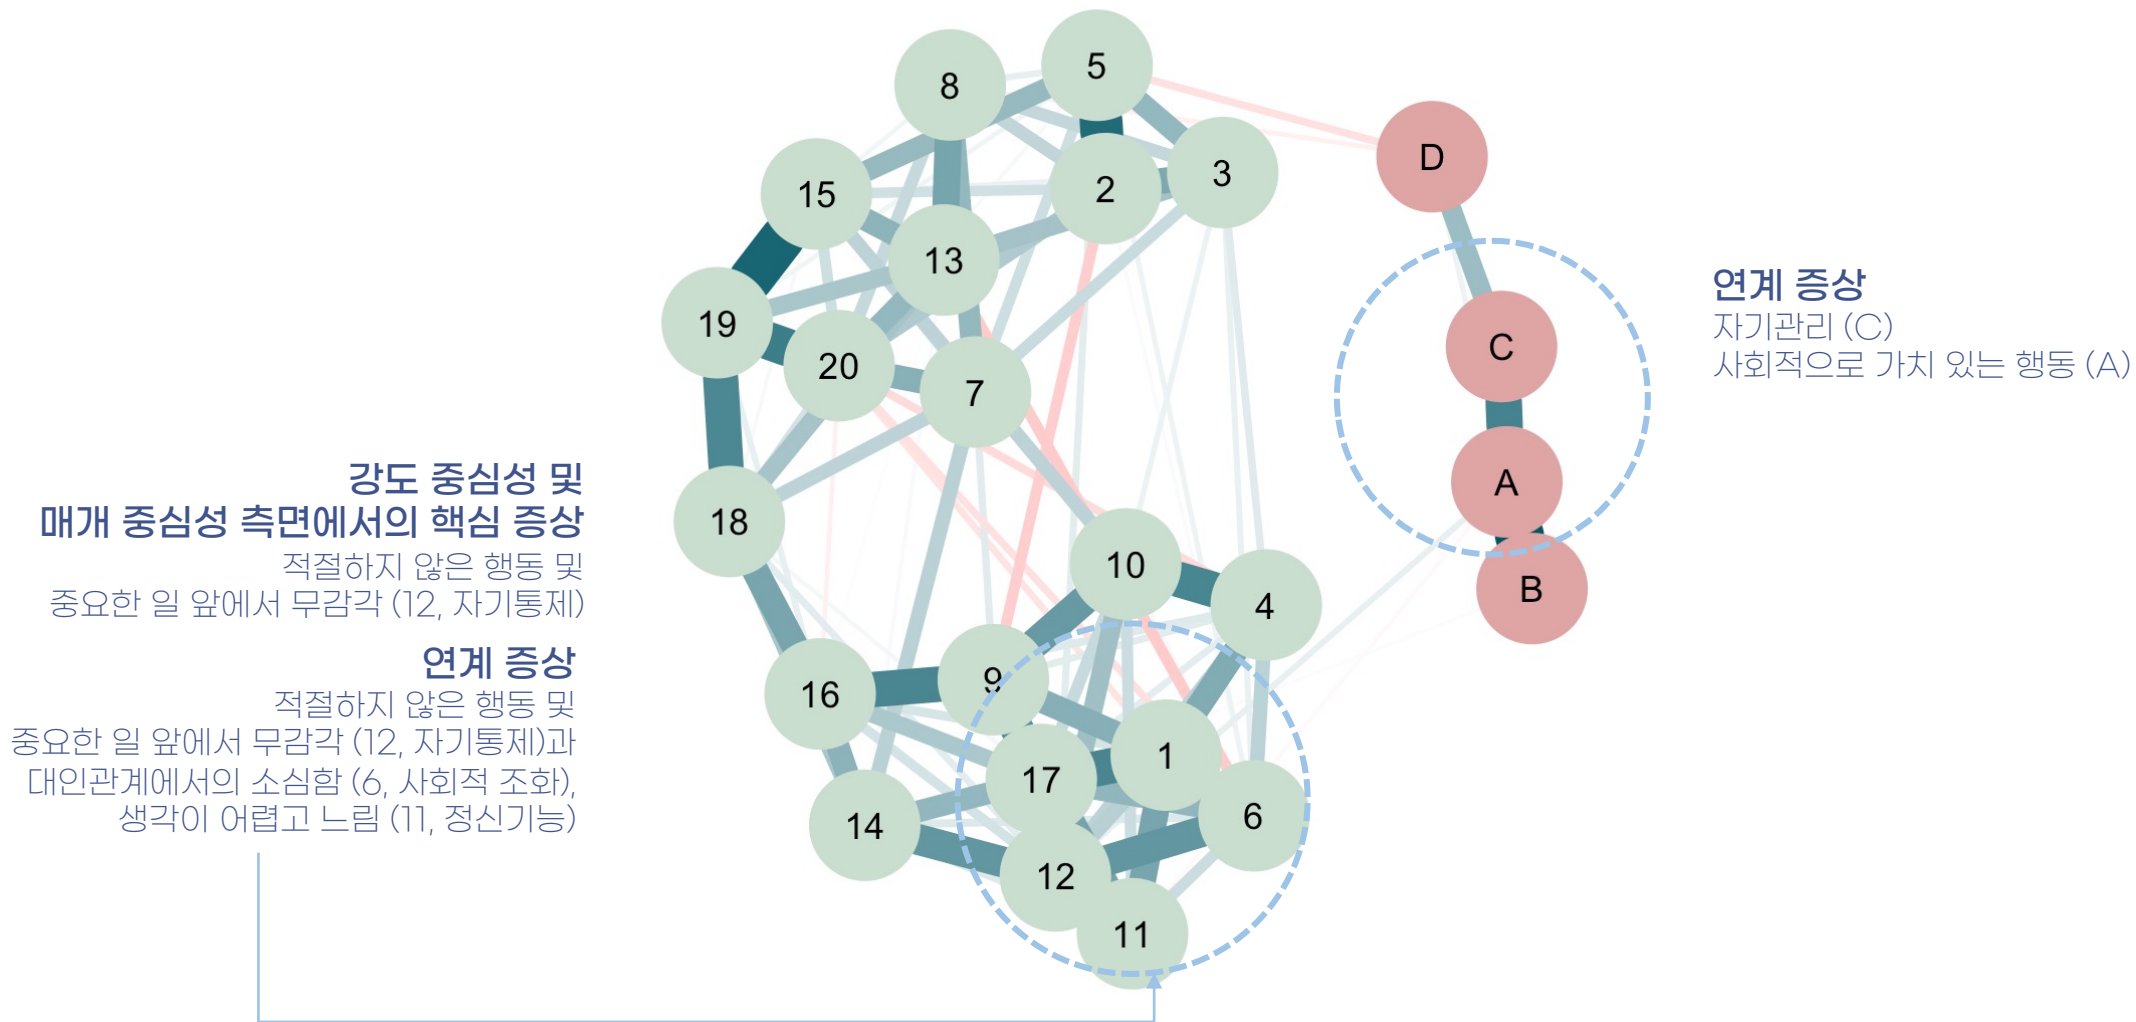 5
8
D
3
2
15
13
연계 증상
자기관리 (C)
사회적으로 가치 있는 행동 (A)
19
C
20
7
강도 중심성 및
매개 중심성 측면에서의 핵심 증상
적절하지 않은 행동 및
중요한 일 앞에서 무감각 (12, 자기통제)
A
18
10
B
4
연계 증상
적절하지 않은 행동 및
중요한 일 앞에서 무감각 (12, 자기통제)과
대인관계에서의 소심함 (6, 사회적 조화),
생각이 어렵고 느림 (11, 정신기능)
9
16
1
17
6
14
12
11